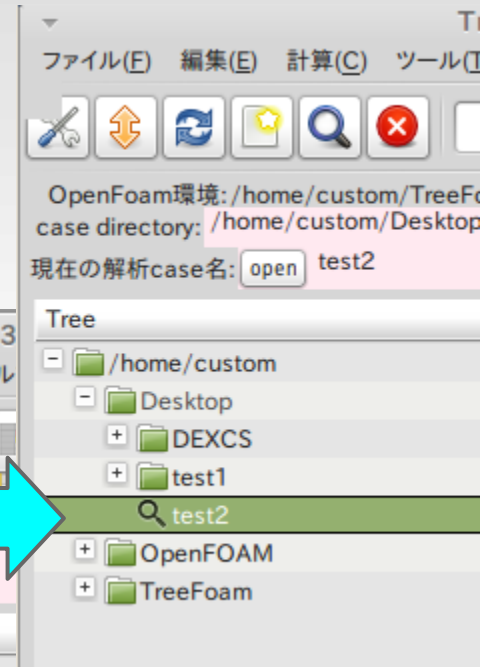 ファイル(F) 編集(E) 計算(C) ツール(T
OpenFoam環境:/home/custom/TreeFo
case directory: /home/custom/Desktop
現在の解析case名: open test2
Tree
/home/custom
Desktop
DEXCS
test1
test2
OpenFOAM
TreeFoam